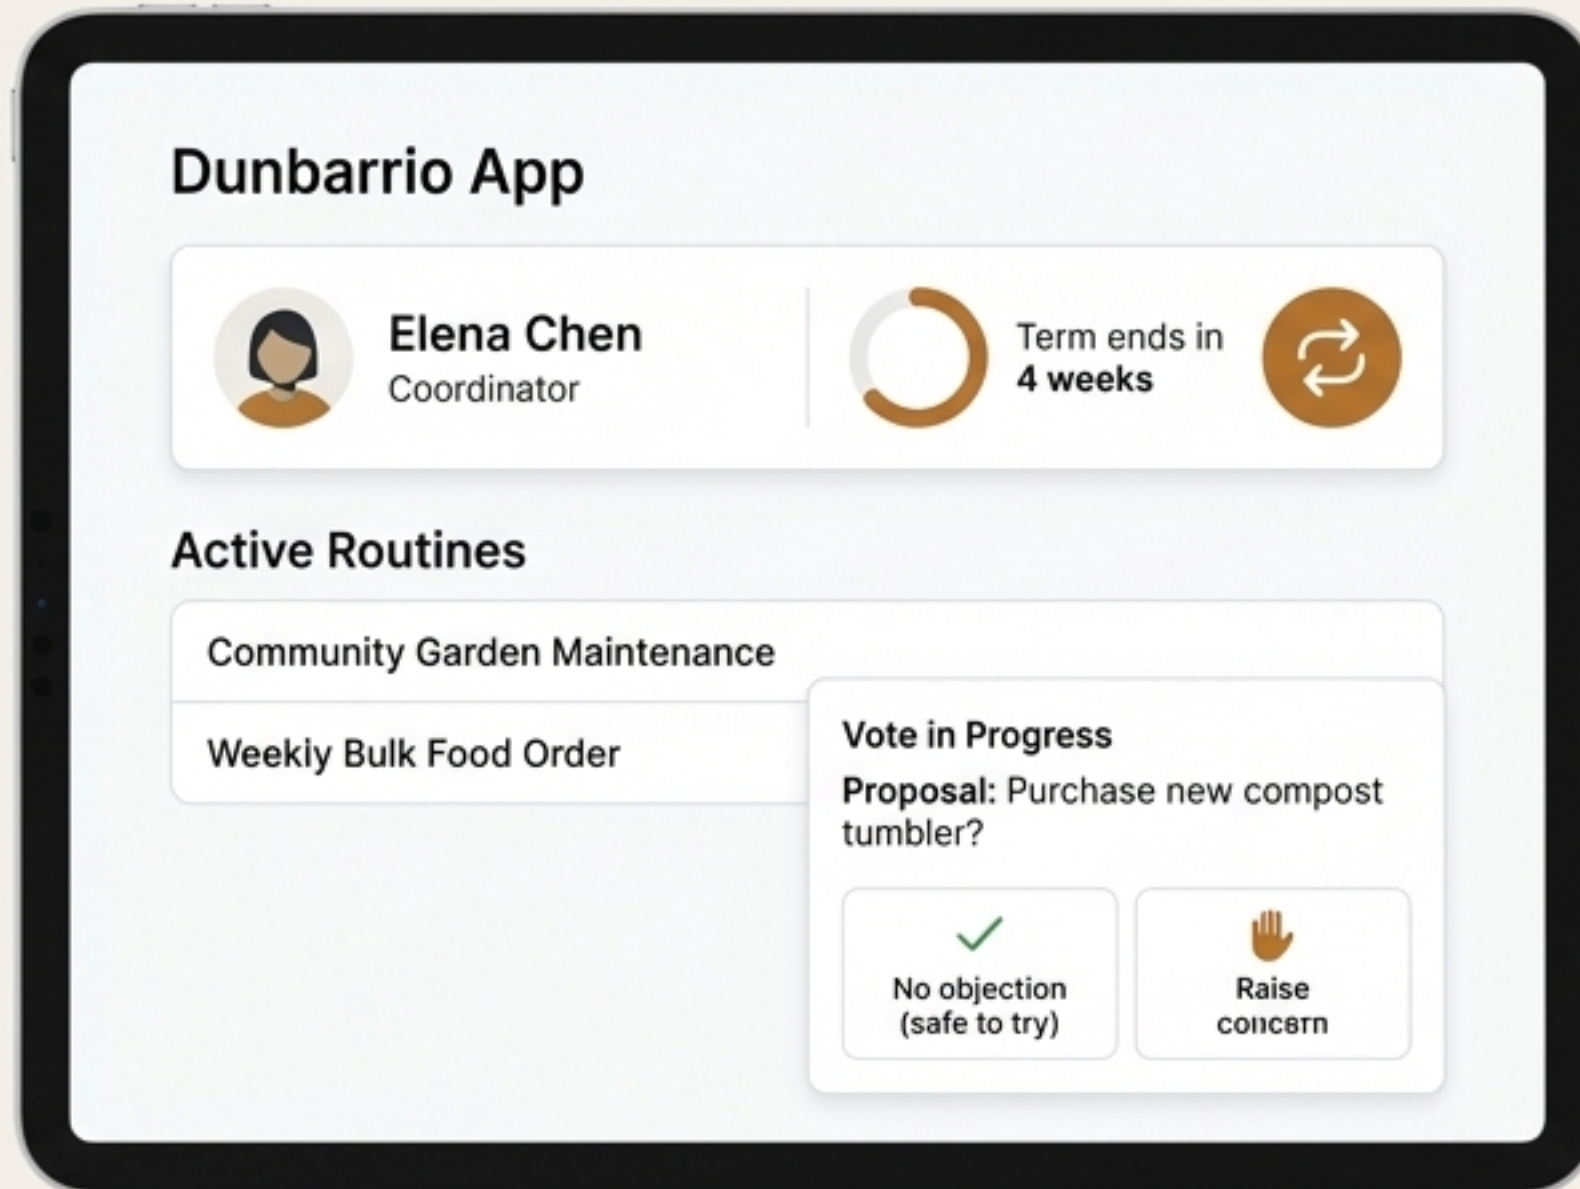 Dunbarrio App
Elena Chen
Coordinator
Term ends in
4 weeks
Active Routines
Community Garden Maintenance
Weekly Bulk Food Order
Vote in Progress
Proposal: Purchase new compost
tumbler?
No objection
(safe to try)
Raise